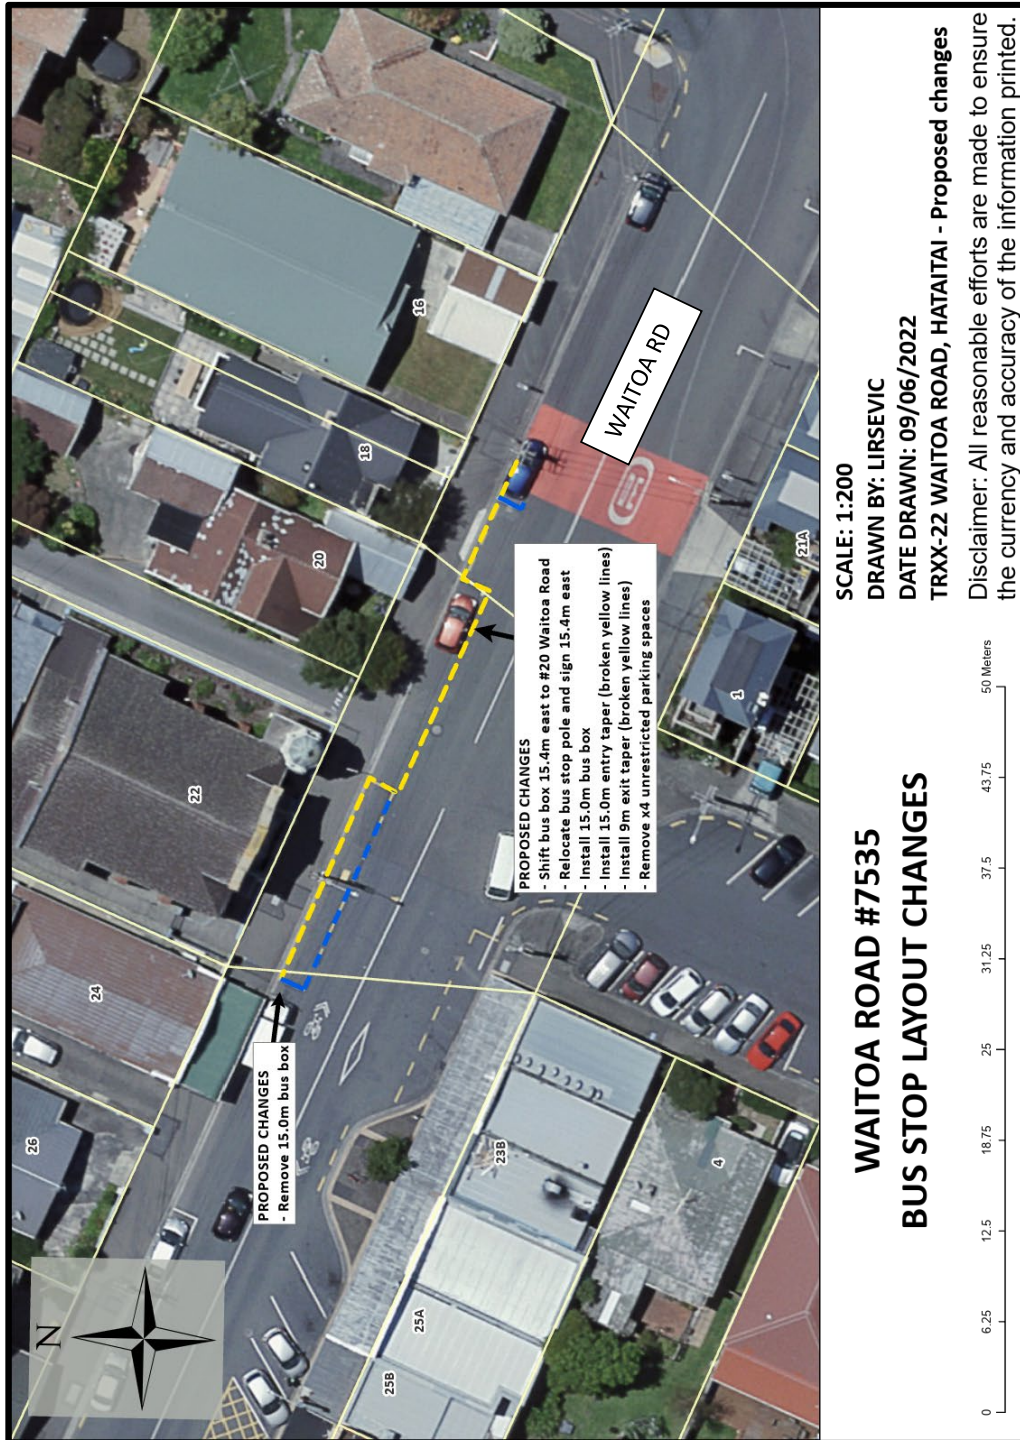 N
26
24
22
20
18
16
WAITOA RD
PROPOSED CHANGES
- Remove 15.0m bus box
PROPOSED CHANGES
- Shift bus box 15.4m east to #20 Waitoa Road
- Relocate bus stop pole and sign 15.4m east
- Install 15.0m bus box
- Install 15.0m entry taper (broken yellow lines)
- Install 9m exit taper (broken yellow lines)
- Remove x4 unrestricted parking spaces
25B
25A
23B
4
1
21A
WAITOA ROAD #7535
BUS STOP LAYOUT CHANGES
SCALE: 1:200
DRAWN BY: LIRSEVIC
DATE DRAWN: 09/06/2022
TRXX-22 WAITOA ROAD, HATAITAI - Proposed changes
Disclaimer: All reasonable efforts are made to ensure
the currency and accuracy of the information printed.
0 6.25 12.5 18.75 25 31.25 37.5 43.75 50 Meters